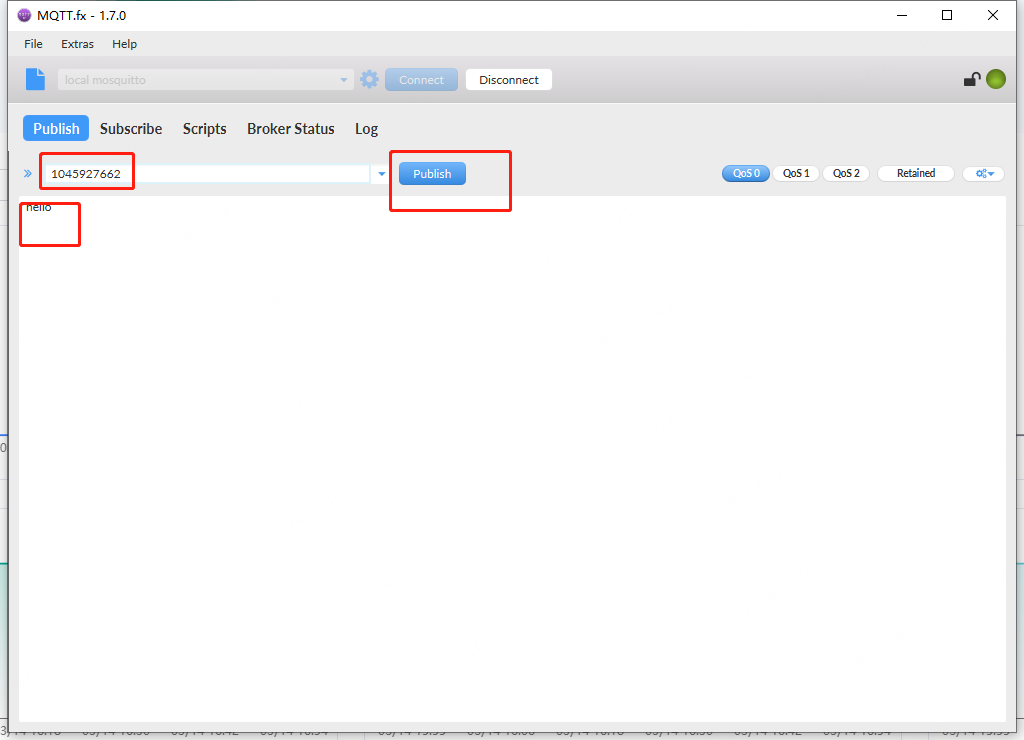 MQTT.fx - 1.7.0
File Extras Help
local mosquitto Connect Disconnect
Publish Subscribe Scripts Broker Status Log
1045927662 Publish QoS 0 QoS 1 QoS 2 Retained
hello
0